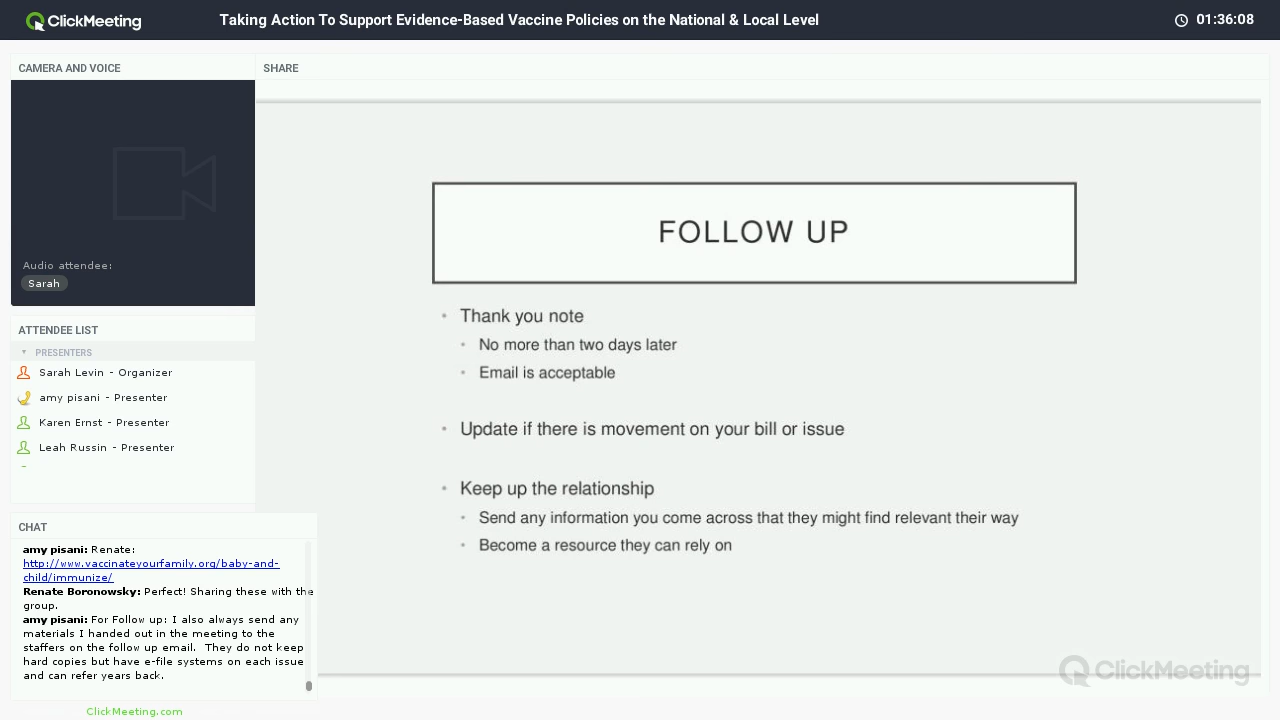 ClickMeeting
Taking Action To Support Evidence-Based Vaccine Policies on the National & Local Level
01:36:08
CAMERA AND VOICE
SHARE
Audio attendee:
Sarah
ATTENDEE LIST
PRESENTERS
Sarah Levin - Organizer
amy pisani - Presenter
Karen Ernst - Presenter
Leah Russin - Presenter
FOLLOW UP
• Thank you note
• No more than two days later
• Email is acceptable
• Update if there is movement on your bill or issue
• Keep up the relationship
• Send any information you come across that they might find relevant their way
• Become a resource they can rely on
CHAT
amy pisani: Renate:
http://www.vaccinateyourfamily.org/baby-and-
child/immunize/
Renate Boronowsky: Perfect! Sharing these with the
group.
amy pisani: For Follow up: I also always send any
materials I handed out in the meeting to the
staffers on the follow up email.  They do not keep
hard copies but have e-file systems on each issue
and can refer years back.
ClickMeeting
ClickMeeting.com